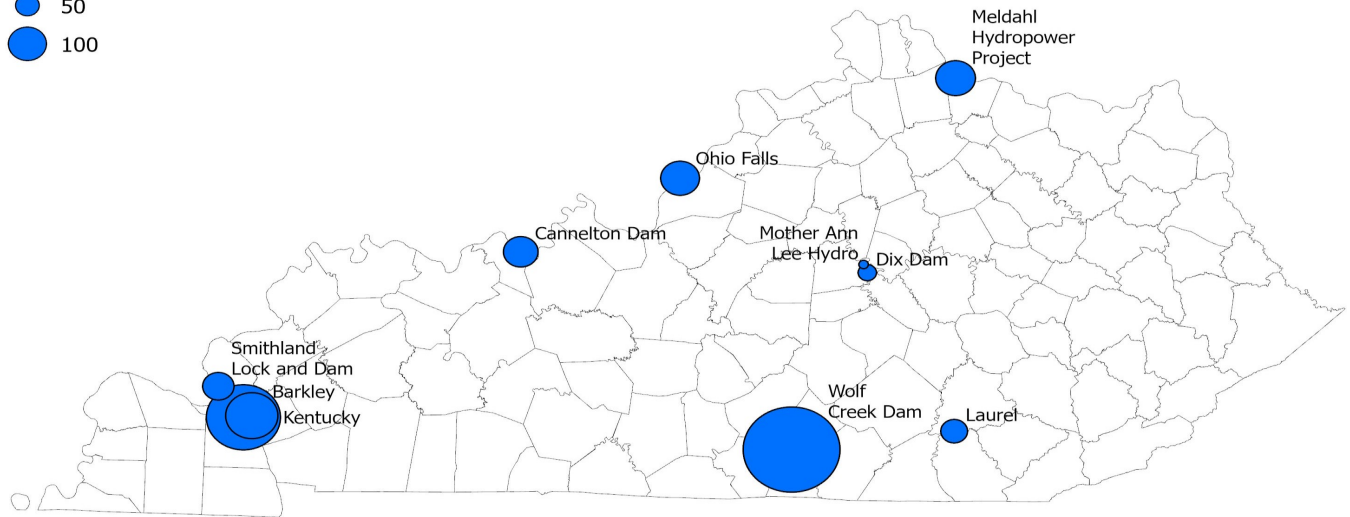 50
100
Meldahl
Hydropower
Project
Ohio Falls
Cannelton Dam
Mother Ann
Lee Hydro
Dix Dam
Smithland
Lock and Dam
Barkley
Kentucky
Wolf
Creek Dam
Laurel